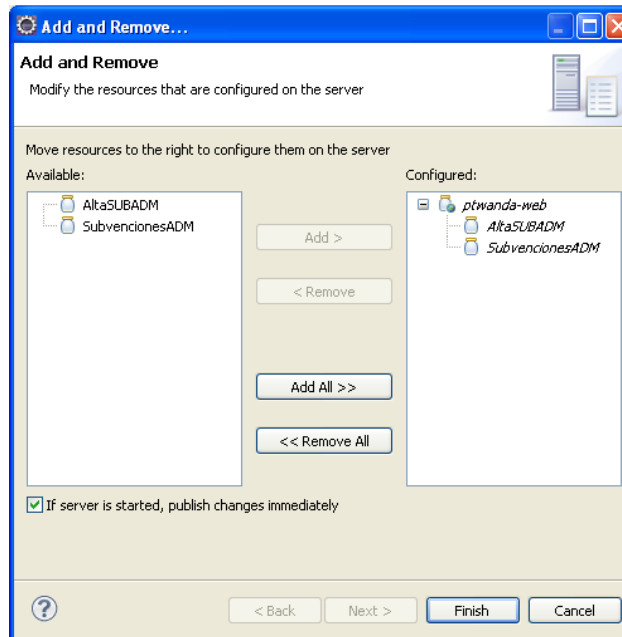 Add and Remove...
Add and Remove
Modify the resources that are configured on the server
Move resources to the right to configure them on the server
Available:
AltaSUBADM
SubvencionesADM
Add >
< Remove
Add All >>
<< Remove All
Configured:
ptwanda-web
AltaSUBADM
SubvencionesADM
If server is started, publish changes immediately
?
< Back
Next >
Finish
Cancel